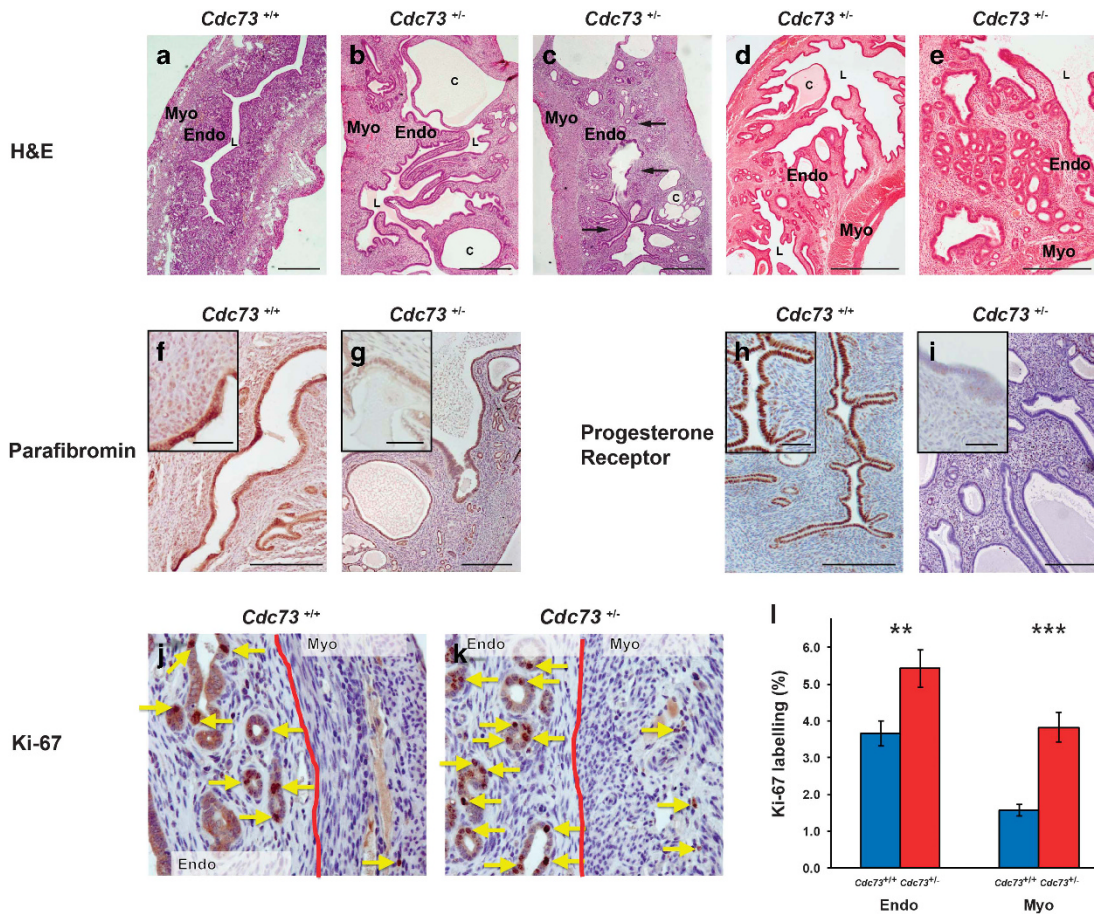 Cdc73 +/+ Cdc73 +/- Cdc73 +/- Cdc73 +/- Cdc73 +/-
H&E
a Myo Endo L
b Myo Endo C L L C
c Myo Endo C
d C L Endo Myo L
e L Endo Myo
Cdc73 +/+ Cdc73 +/- Cdc73 +/+ Cdc73 +/-
Parafibromin
f
g
Progesterone
Receptor
h
i
Cdc73 +/+ Cdc73 +/-
Ki-67
j Myo
Endo
k Endo Myo
l
** ***
Ki-67 labelling (%)
6.0
5.0
4.0
3.0
2.0
1.0
0.0
Cdc73+/+ Cdc73+/- Cdc73+/+ Cdc73+/-
Endo Myo